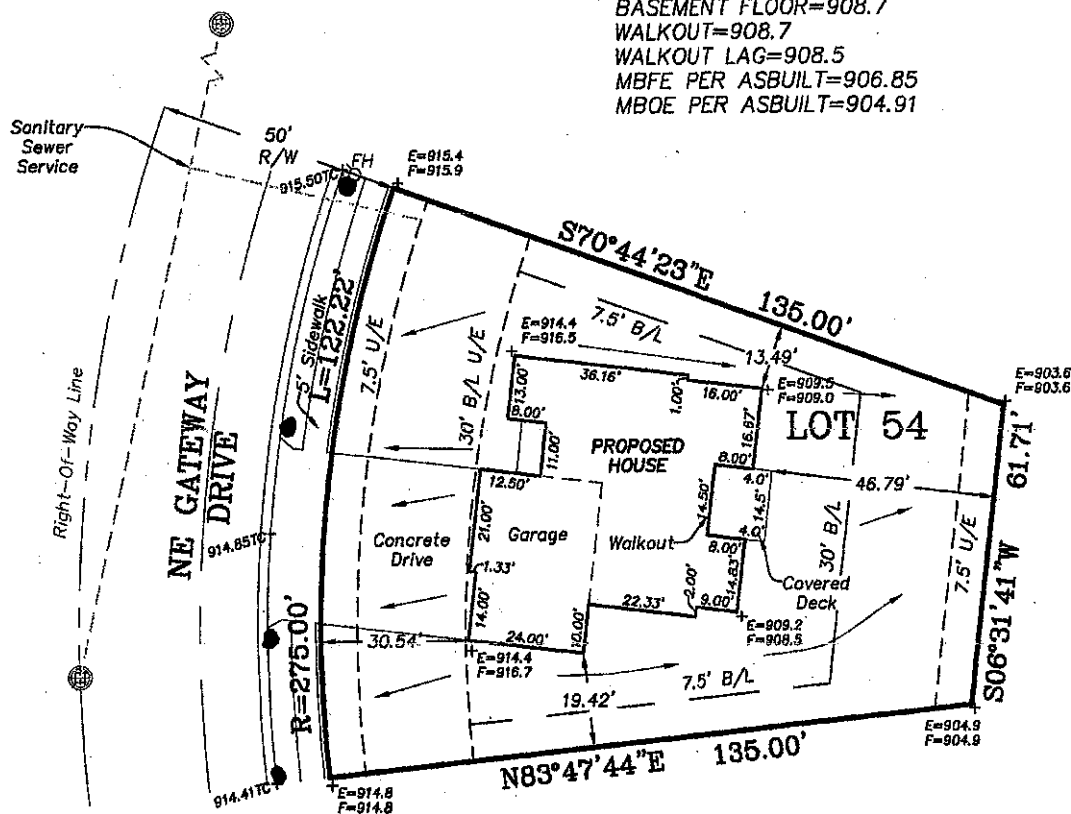 BASEMENT FLOOR=908.7
WALKOUT=908.7
WALKOUT LAG=908.5
MBFE PER ASBUILT=906.85
MBOE PER ASBUILT=904.91
Sanitary
Sewer
Service
50'
R/W
FH
915.50TC
E=915.4
F=915.9
S70°44'23"E
135.00'
7.5' B/L
5' Sidewalk
L=122.22'
7.5' U/E
30' B/L U/E
E=914.4
F=916.5
13.49'
36.16'
1.00'
16.00'
E=909.5
F=909.0
E=903.6
F=903.6
13.00'
8.00'
11.00'
16.67'
LOT 54
61.71'
PROPOSED
HOUSE
8.00'
4.0'
46.79'
12.50'
14.50'
14.5'
30' B/L
7.5' U/E
Right-Of-Way Line
NE GATEWAY
DRIVE
914.85TC
Concrete
Drive
21.00'
Garage
Walkout
4.0'
8.00'
1.33'
14.00'
2.00'
14.83'
Covered
Deck
22.33'
9.00'
S06°31'41"W
30.54'
24.00'
10.00'
E=909.2
F=908.5
E=914.4
F=916.7
R=275.00'
7.5' B/L
19.42'
E=904.9
F=904.9
N83°47'44"E
135.00'
914.41TC
E=914.8
F=914.8